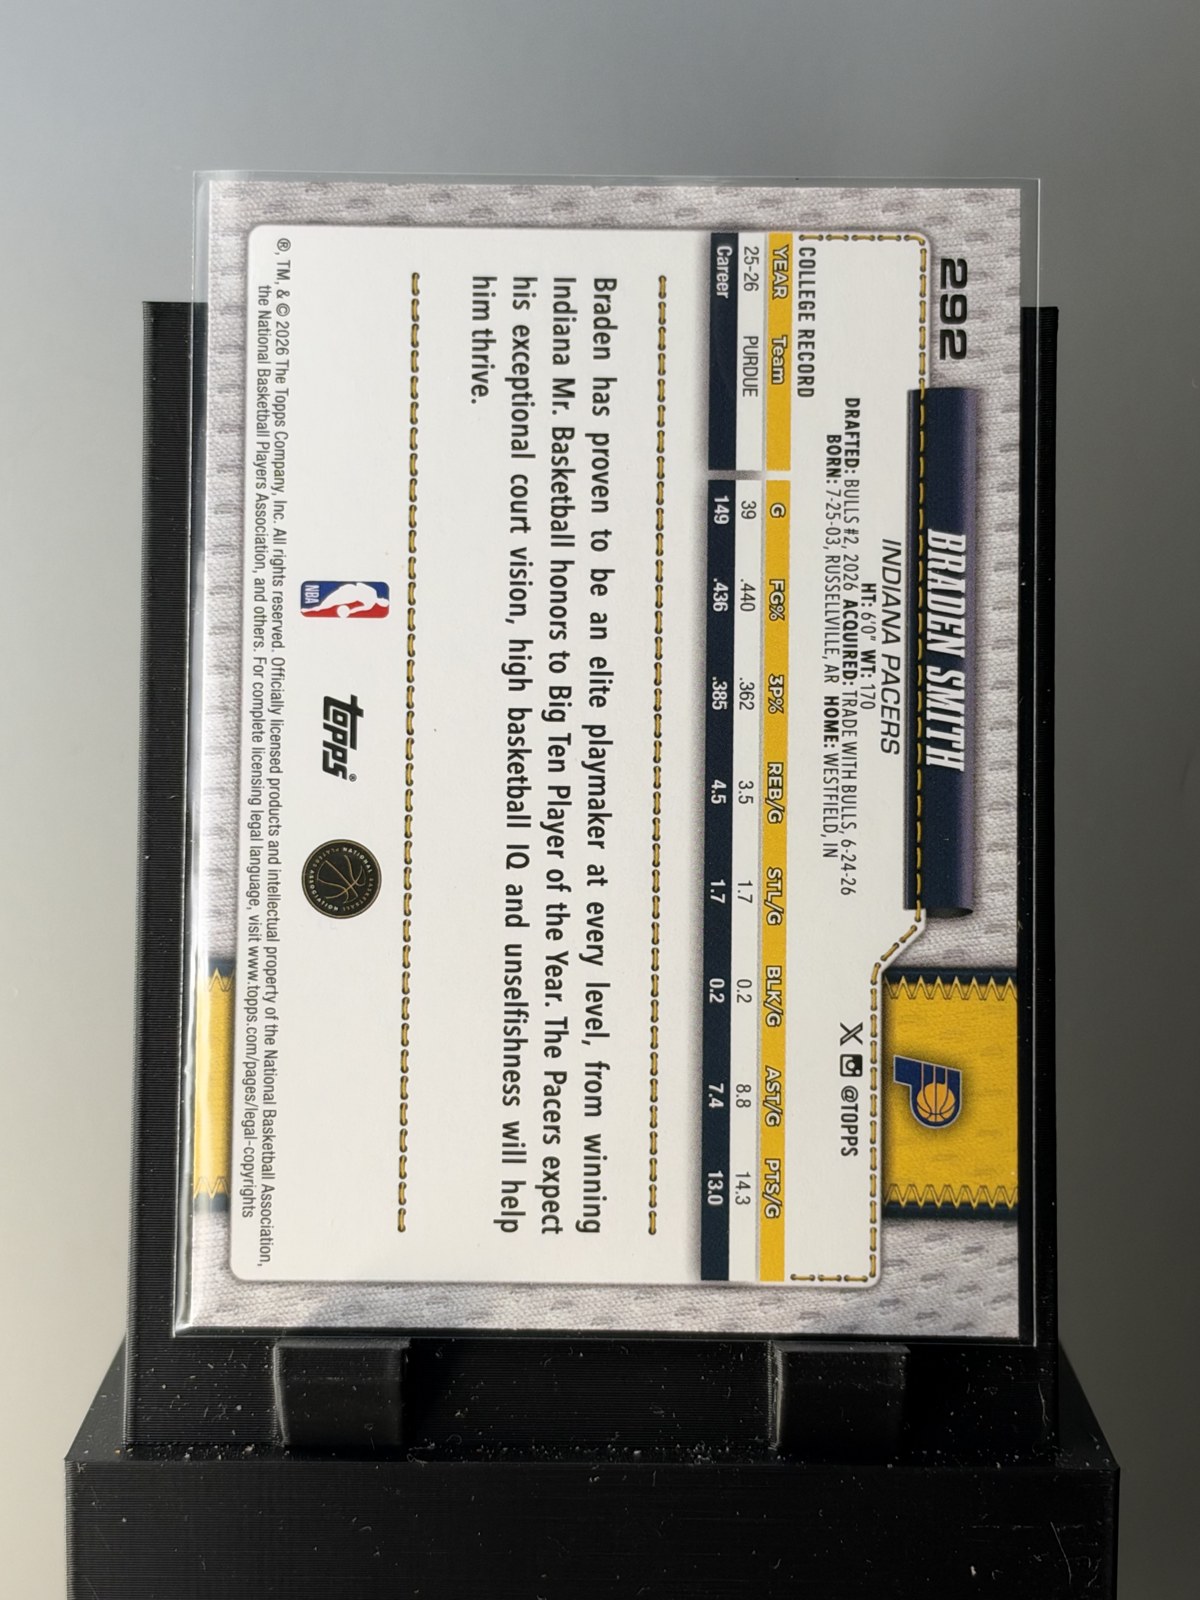 292
BRADEN SMITH
INDIANA PACERS
HT: 6'0" WT: 170
DRAFTED: BULLS #2, 2026 ACQUIRED: TRADE WITH BULLS, 6-24-26
BORN: 7-25-03, RUSSELLVILLE, AR HOME: WESTFIELD, IN
@TOPPS
COLLEGE RECORD
YEAR Team G FG% 3P% REB/G STL/G BLK/G AST/G PTS/G
25-26 PURDUE 39 .440 .362 3.5 1.7 0.2 8.8 14.3
Career 149 .436 .385 4.5 1.7 0.2 7.4 13.0
Braden has proven to be an elite playmaker at every level, from winning
Indiana Mr. Basketball honors to Big Ten Player of the Year. The Pacers expect
his exceptional court vision, high basketball IQ and unselfishness will help
him thrive.
NBA
topps®
NATIONAL BASKETBALL PLAYERS ASSOCIATION
®, TM, & © 2026 The Topps Company, Inc. All rights reserved. Officially licensed products and intellectual property of the National Basketball Association,
the National Basketball Players Association, and others. For complete licensing legal language, visit www.topps.com/pages/legal-copyrights